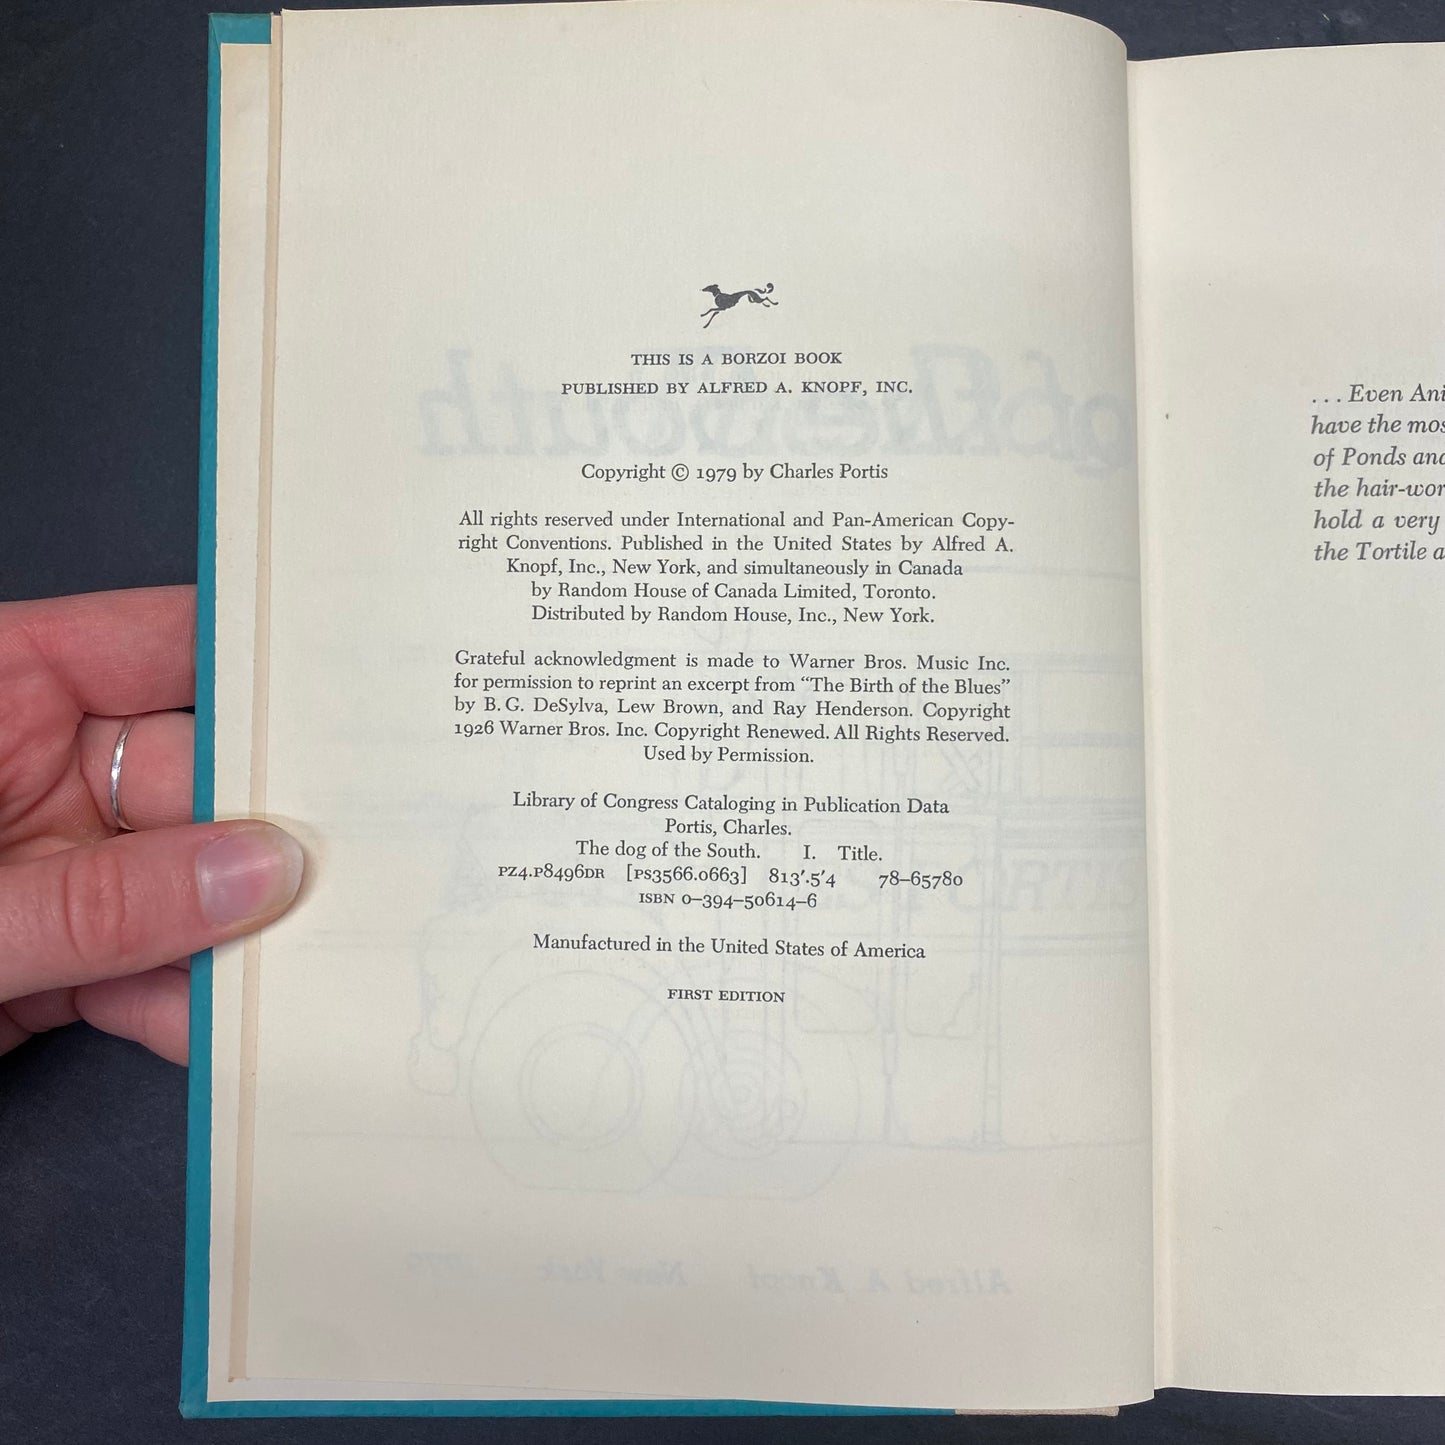 THIS IS A BORZOI BOOK
PUBLISHED BY ALFRED A. KNOPF, INC.
Copyright © 1979 by Charles Portis
All rights reserved under International and Pan-American Copy-
right Conventions. Published in the United States by Alfred A.
Knopf, Inc., New York, and simultaneously in Canada
by Random House of Canada Limited, Toronto.
Distributed by Random House, Inc., New York.
Grateful acknowledgment is made to Warner Bros. Music Inc.
for permission to reprint an excerpt from “The Birth of the Blues”
by B. G. DeSylva, Lew Brown, and Ray Henderson. Copyright
1926 Warner Bros. Inc. Copyright Renewed. All Rights Reserved.
Used by Permission.
Library of Congress Cataloging in Publication Data
Portis, Charles.
The dog of the South. I. Title.
PZ4.P8496DR [PS3566.0663] 813'.5'4 78–65780
ISBN 0–394–50614–6
Manufactured in the United States of America
FIRST EDITION
... Even Ani
have the mos
of Ponds and
the hair-wor
hold a very
the Tortile a